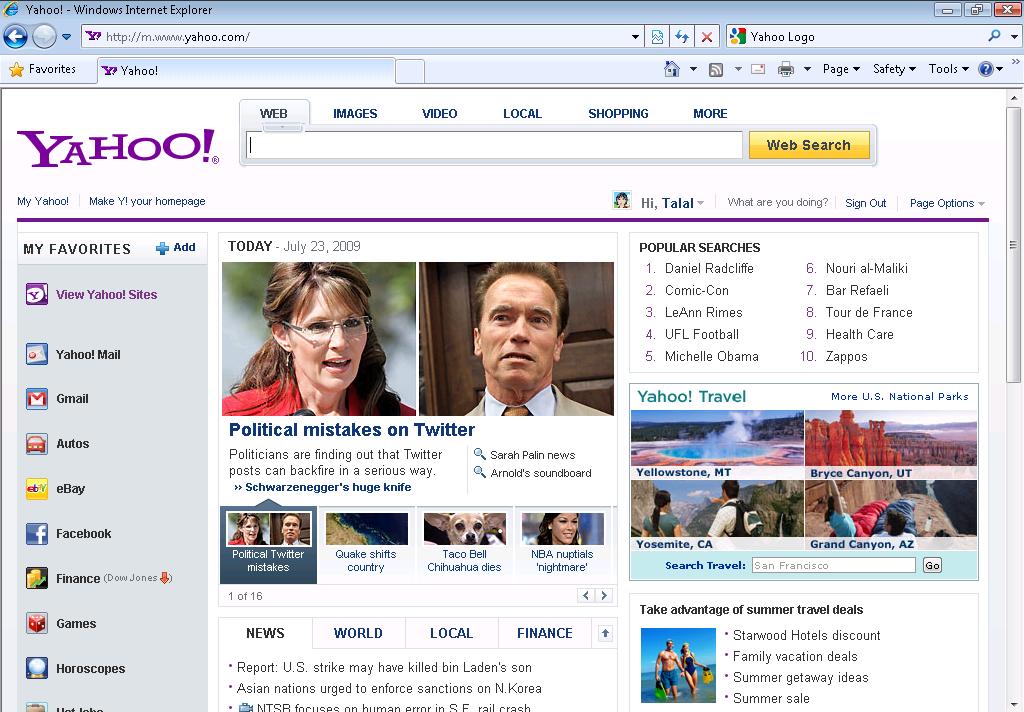 Yahoo! - Windows Internet Explorer
http://m.www.yahoo.com/
Yahoo Logo
Favorites
Yahoo!
Page
Safety
Tools
YAHOO!®
WEB
IMAGES
VIDEO
LOCAL
SHOPPING
MORE
Web Search
My Yahoo!
Make Y! your homepage
Hi, Talal
What are you doing?
Sign Out
Page Options
MY FAVORITES
Add
View Yahoo! Sites
Yahoo! Mail
Gmail
Autos
eBay
Facebook
Finance (Dow Jones)
Games
Horoscopes
Hot Jobs
TODAY - July 23, 2009
Political mistakes on Twitter
Politicians are finding out that Twitter
posts can backfire in a serious way.
» Schwarzenegger's huge knife
Sarah Palin news
Arnold's soundboard
Political Twitter
mistakes
Quake shifts
country
Taco Bell
Chihuahua dies
NBA nuptials
'nightmare'
1 of 16
NEWS
WORLD
LOCAL
FINANCE
• Report: U.S. strike may have killed bin Laden's son
• Asian nations urged to enforce sanctions on N.Korea
• NTSB focuses on human error in S.F. rail crash
POPULAR SEARCHES
1. Daniel Radcliffe
2. Comic-Con
3. LeAnn Rimes
4. UFL Football
5. Michelle Obama
6. Nouri al-Maliki
7. Bar Refaeli
8. Tour de France
9. Health Care
10. Zappos
Yahoo! Travel
More U.S. National Parks
Yellowstone, MT
Bryce Canyon, UT
Yosemite, CA
Grand Canyon, AZ
Search Travel:
San Francisco
Go
Take advantage of summer travel deals
• Starwood Hotels discount
• Family vacation deals
• Summer getaway ideas
• Summer sale